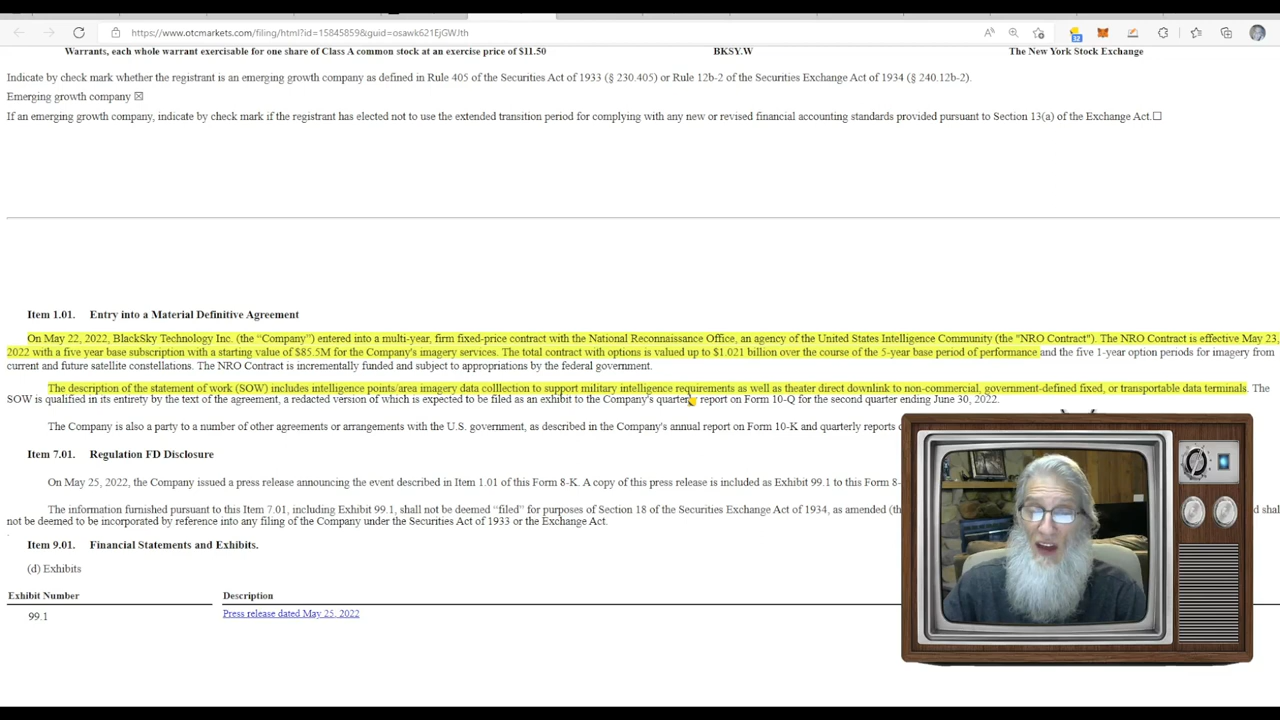 https://www.otcmarkets.com/filing/html?id=15845859&guid=osawk621EjGWJth
32
Warrants, each whole warrant exercisable for one share of Class A common stock at an exercise price of $11.50 BKSY.W The New York Stock Exchange
Indicate by check mark whether the registrant is an emerging growth company as defined in Rule 405 of the Securities Act of 1933 (§ 230.405) or Rule 12b-2 of the Securities Exchange Act of 1934 (§ 240.12b-2).
Emerging growth company ☒
If an emerging growth company, indicate by check mark if the registrant has elected not to use the extended transition period for complying with any new or revised financial accounting standards provided pursuant to Section 13(a) of the Exchange Act.☐
Item 1.01. Entry into a Material Definitive Agreement
On May 22, 2022, BlackSky Technology Inc. (the “Company”) entered into a multi-year, firm fixed-price contract with the National Reconnaissance Office, an agency of the United States Intelligence Community (the "NRO Contract"). The NRO Contract is effective May 23,
2022 with a five year base subscription with a starting value of $85.5M for the Company's imagery services. The total contract with options is valued up to $1.021 billion over the course of the 5-year base period of performance and the five 1-year option periods for imagery from
current and future satellite constellations. The NRO Contract is incrementally funded and subject to appropriations by the federal government.
The description of the statement of work (SOW) includes intelligence points/area imagery data colllection to support military intelligence requirements as well as theater direct downlink to non-commercial, government-defined fixed, or transportable data terminals. The
SOW is qualified in its entirety by the text of the agreement, a redacted version of which is expected to be filed as an exhibit to the Company's quarterly report on Form 10-Q for the second quarter ending June 30, 2022.
The Company is also a party to a number of other agreements or arrangements with the U.S. government, as described in the Company's annual report on Form 10-K and quarterly reports
Item 7.01. Regulation FD Disclosure
On May 25, 2022, the Company issued a press release announcing the event described in Item 1.01 of this Form 8-K. A copy of this press release is included as Exhibit 99.1 to this Form 8-
The information furnished pursuant to this Item 7.01, including Exhibit 99.1, shall not be deemed “filed” for purposes of Section 18 of the Securities Exchange Act of 1934, as amended (the d shal
not be deemed to be incorporated by reference into any filing of the Company under the Securities Act of 1933 or the Exchange Act.
Item 9.01. Financial Statements and Exhibits.
(d) Exhibits
Exhibit Number Description
99.1 Press release dated May 25, 2022